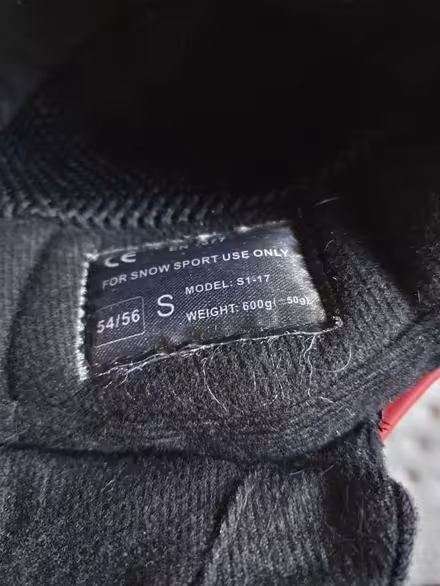 CE
FOR SNOW SPORT USE ONLY
54/56 S MODEL: S1-17
WEIGHT: 600g(±50g)